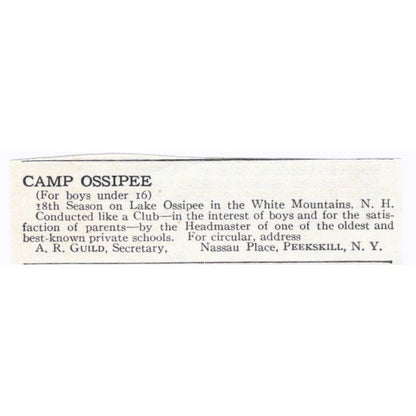 CAMP OSSIPEE
(For boys under 16)
18th Season on Lake Ossipee in the White Mountains, N. H.
Conducted like a Club—in the interest of boys and for the satis-
faction of parents—by the Headmaster of one of the oldest and
best-known private schools. For circular, address
A. R. GUILD, Secretary, Nassau Place, PEEKSKILL, N. Y.